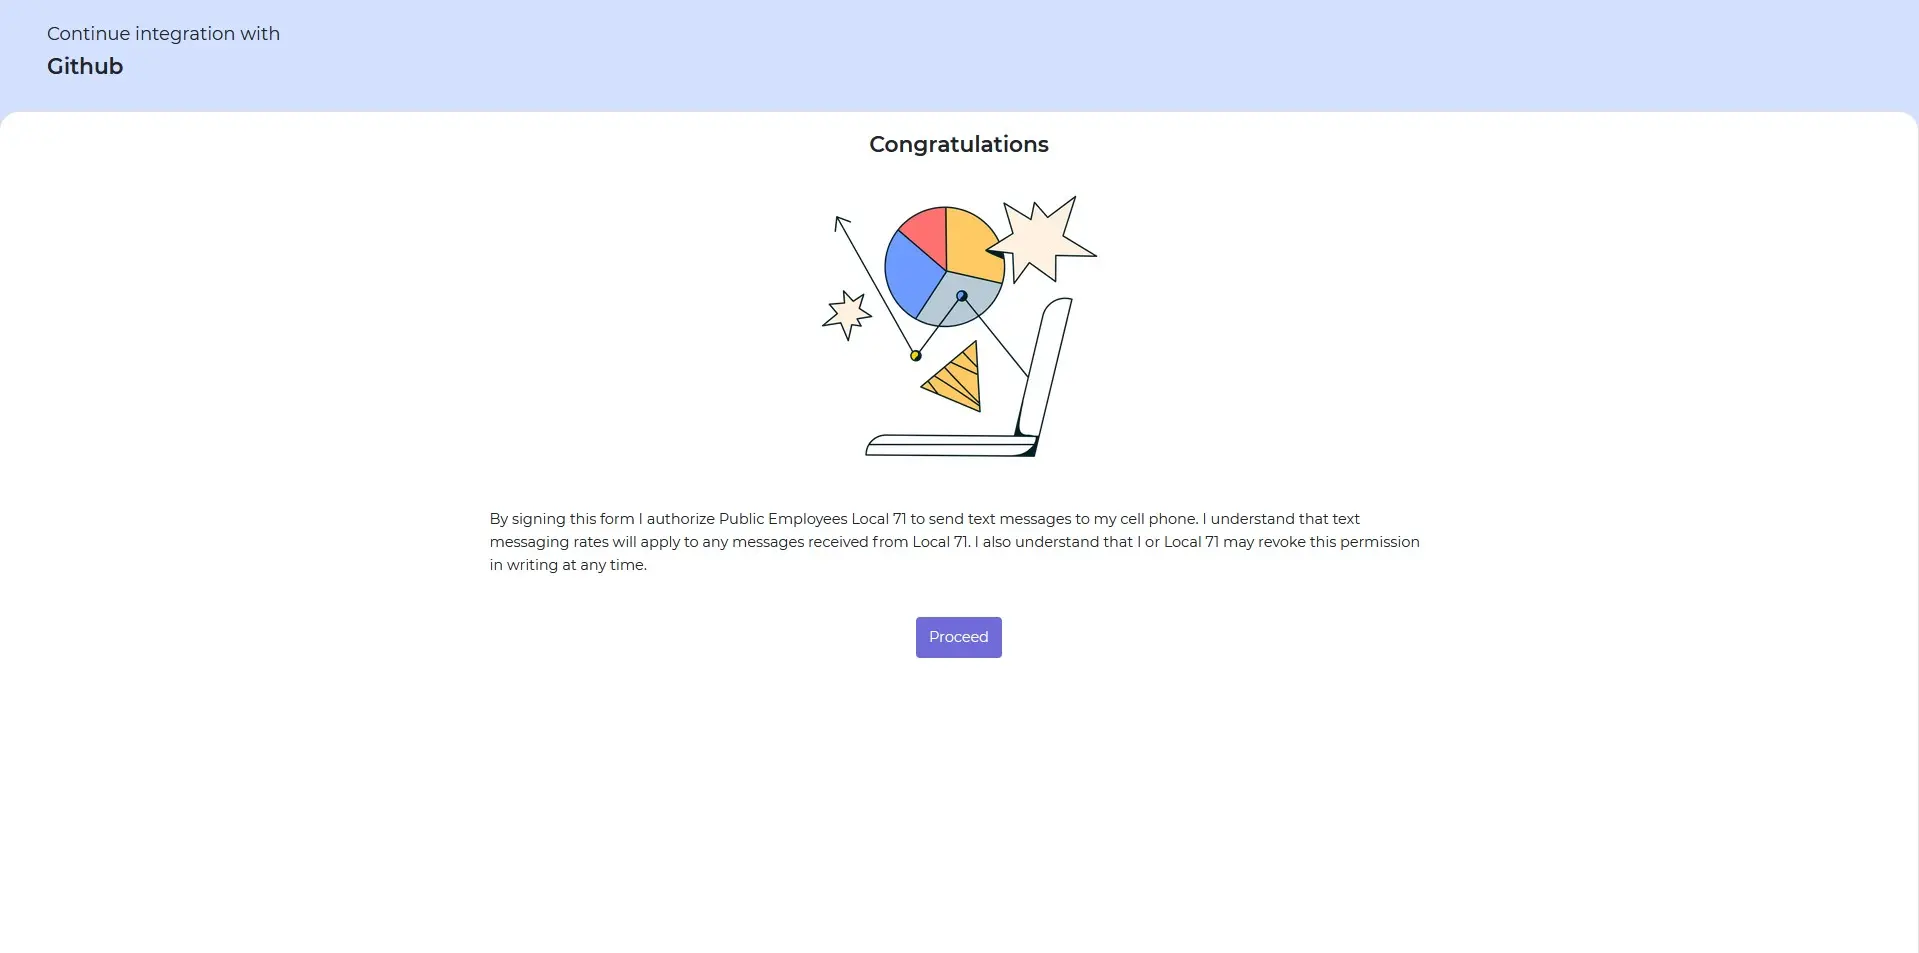 Continue integration with
Github
Congratulations
By signing this form I authorize Public Employees Local 71 to send text messages to my cell phone. I understand that text
messaging rates will apply to any messages received from Local 71. I also understand that I or Local 71 may revoke this permission
in writing at any time.
Proceed